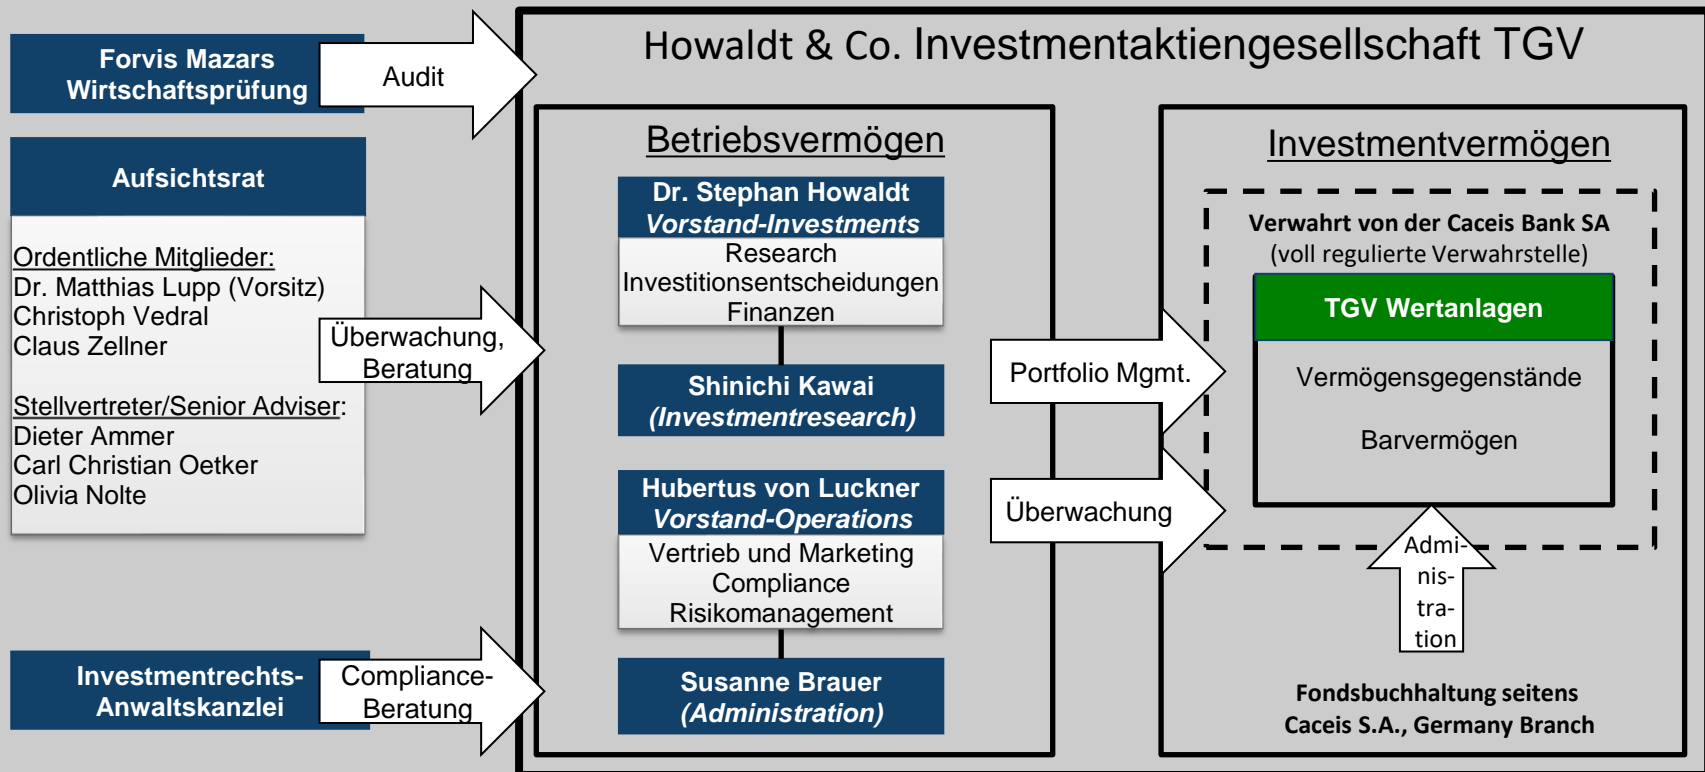 Howaldt & Co. Investmentaktiengesellschaft TGV
Forvis Mazars
Wirtschaftsprüfung
Audit
Aufsichtsrat
Ordentliche Mitglieder:
Dr. Matthias Lupp (Vorsitz)
Christoph Vedral
Claus Zellner
Stellvertreter/Senior Adviser:
Dieter Ammer
Carl Christian Oetker
Olivia Nolte
Überwachung,
Beratung
Investmentrechts-
Anwaltskanzlei
Compliance-
Beratung
Betriebsvermögen
Dr. Stephan Howaldt
Vorstand-Investments
Research
Investitionsentscheidungen
Finanzen
Shinichi Kawai
(Investmentresearch)
Hubertus von Luckner
Vorstand-Operations
Vertrieb und Marketing
Compliance
Risikomanagement
Susanne Brauer
(Administration)
Portfolio Mgmt.
Überwachung
Investmentvermögen
Verwahrt von der Caceis Bank SA
(voll regulierte Verwahrstelle)
TGV Wertanlagen
Vermögensgegenstände
Barvermögen
Admi-
nis-
tra-
tion
Fondsbuchhaltung seitens
Caceis S.A., Germany Branch